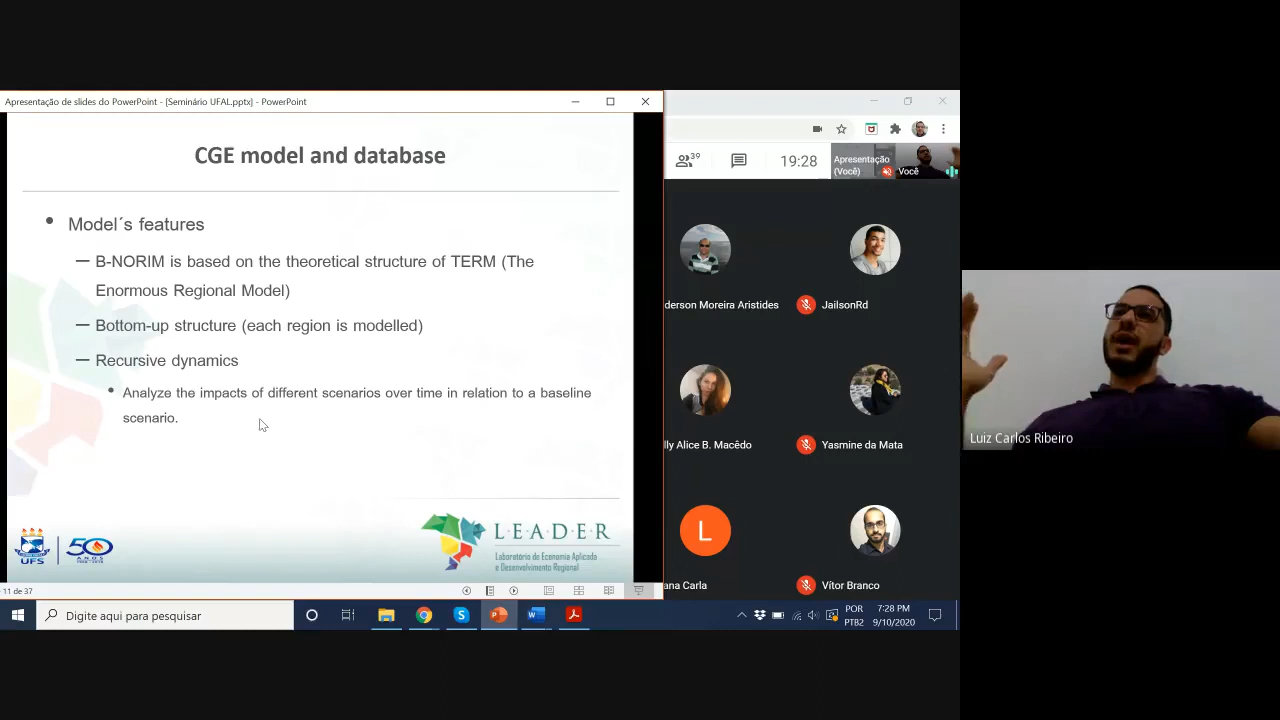 Apresentação de slides do PowerPoint - [Seminário UFAL.pptx] - PowerPoint
CGE model and database
• Model´s features
— B-NORIM is based on the theoretical structure of TERM (The
Enormous Regional Model)
— Bottom-up structure (each region is modelled)
— Recursive dynamics
• Analyze the impacts of different scenarios over time in relation to a baseline
scenario.
UFS
50
ANOS
LEADER
Laboratório de Economia Aplicada
e Desenvolvimento Regional
11 de 37
39
19:28
Apresentação
(Você)
Você
derson Moreira Aristides
JailsonRd
lly Alice B. Macêdo
Yasmine da Mata
L
ana Carla
Vítor Branco
Luiz Carlos Ribeiro
Digite aqui para pesquisar
POR
PTB2
7:28 PM
9/10/2020